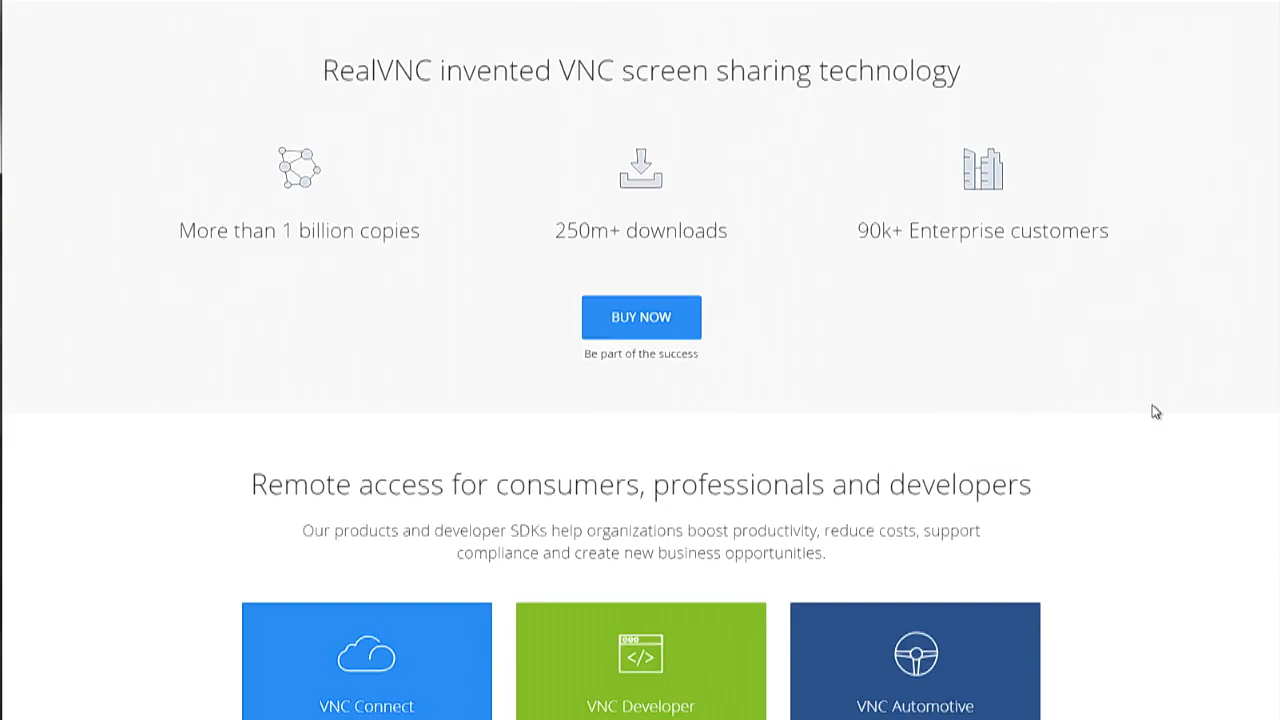 RealVNC invented VNC screen sharing technology
More than 1 billion copies
250m+ downloads
90k+ Enterprise customers
BUY NOW
Be part of the success
Remote access for consumers, professionals and developers
Our products and developer SDKs help organizations boost productivity, reduce costs, support
compliance and create new business opportunities.
VNC Connect
VNC Developer
VNC Automotive